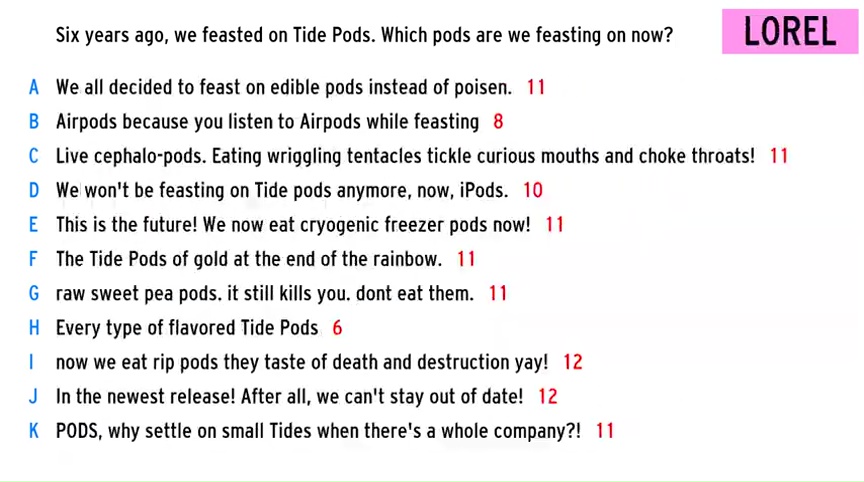 Six years ago, we feasted on Tide Pods. Which pods are we feasting on now?
LOREL
A We all decided to feast on edible pods instead of poisen. 11
B Airpods because you listen to Airpods while feasting 8
C Live cephalo-pods. Eating wriggling tentacles tickle curious mouths and choke throats! 11
D We won't be feasting on Tide pods anymore, now, iPods. 10
E This is the future! We now eat cryogenic freezer pods now! 11
F The Tide Pods of gold at the end of the rainbow. 11
G raw sweet pea pods. it still kills you. dont eat them. 11
H Every type of flavored Tide Pods 6
I now we eat rip pods they taste of death and destruction yay! 12
J In the newest release! After all, we can't stay out of date! 12
K PODS, why settle on small Tides when there's a whole company?! 11